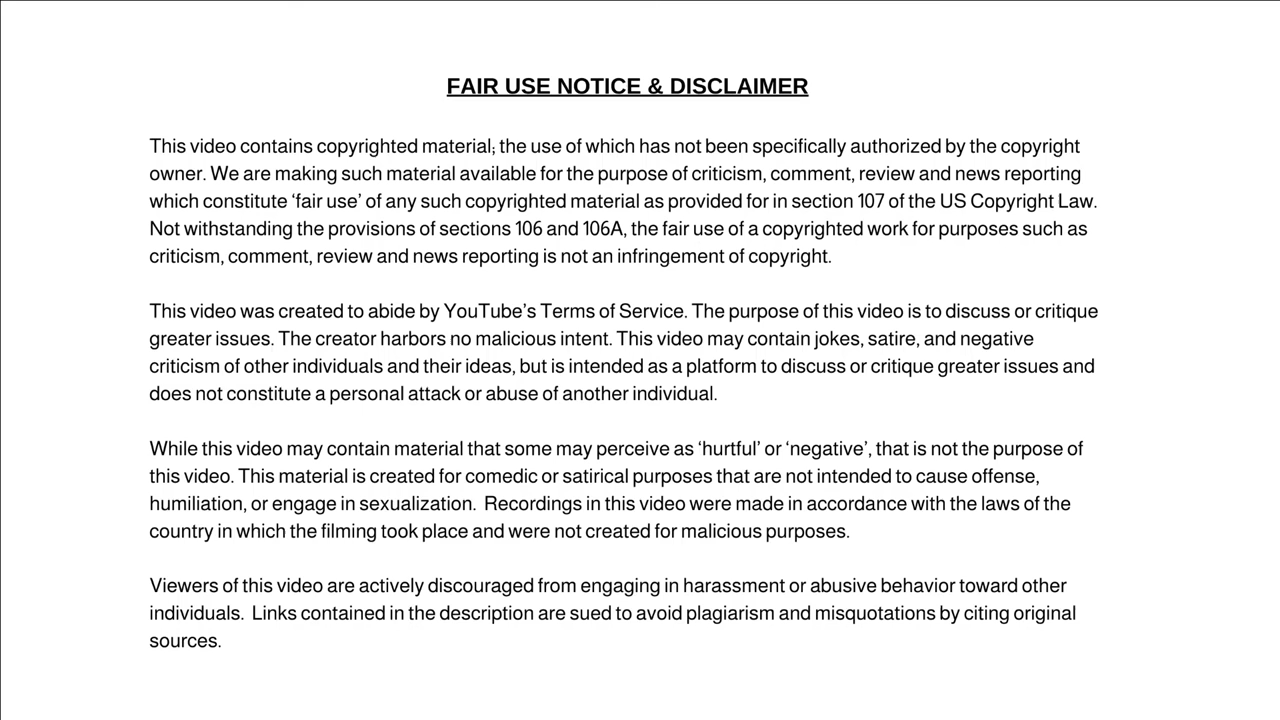 FAIR USE NOTICE & DISCLAIMER
This video contains copyrighted material; the use of which has not been specifically authorized by the copyright
owner. We are making such material available for the purpose of criticism, comment, review and news reporting
which constitute ‘fair use’ of any such copyrighted material as provided for in section 107 of the US Copyright Law.
Not withstanding the provisions of sections 106 and 106A, the fair use of a copyrighted work for purposes such as
criticism, comment, review and news reporting is not an infringement of copyright.
This video was created to abide by YouTube’s Terms of Service. The purpose of this video is to discuss or critique
greater issues. The creator harbors no malicious intent. This video may contain jokes, satire, and negative
criticism of other individuals and their ideas, but is intended as a platform to discuss or critique greater issues and
does not constitute a personal attack or abuse of another individual.
While this video may contain material that some may perceive as ‘hurtful’ or ‘negative’, that is not the purpose of
this video. This material is created for comedic or satirical purposes that are not intended to cause offense,
humiliation, or engage in sexualization.  Recordings in this video were made in accordance with the laws of the
country in which the filming took place and were not created for malicious purposes.
Viewers of this video are actively discouraged from engaging in harassment or abusive behavior toward other
individuals.  Links contained in the description are sued to avoid plagiarism and misquotations by citing original
sources.